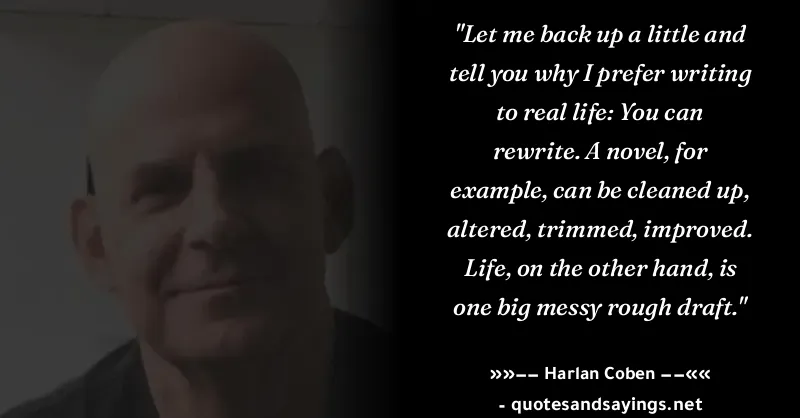 "Let me back up a little and
tell you why I prefer writing
to real life: You can
rewrite. A novel, for
example, can be cleaned up,
altered, trimmed, improved.
Life, on the other hand, is
one big messy rough draft."
»»−− Harlan Coben −−««
- quotesandsayings.net